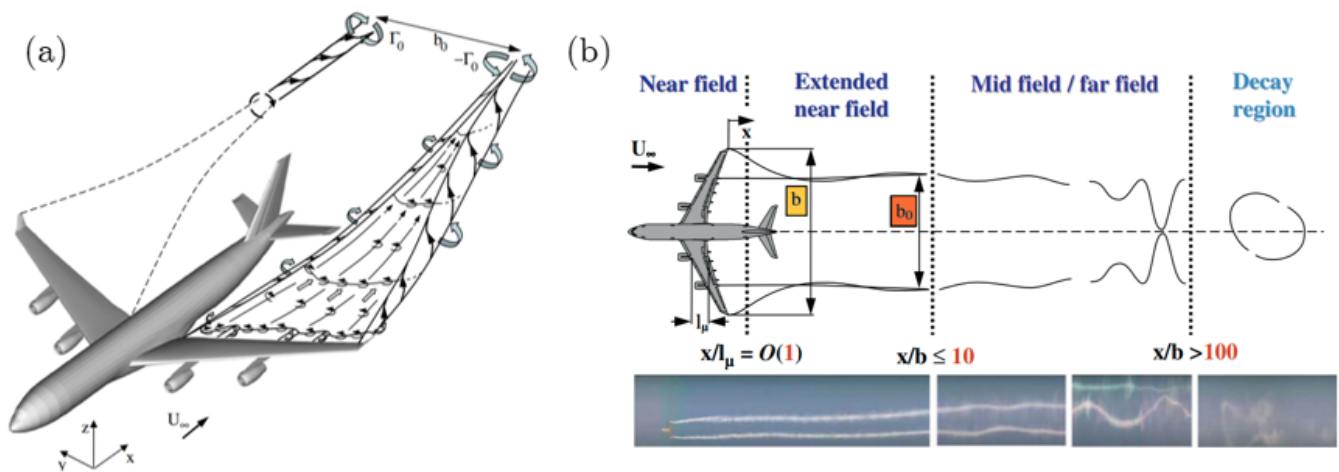 (a)
Γ₀
b₀
−Γ₀
U∞
z
y
x
(b)
Near field
Extended
near field
Mid field / far field
Decay
region
x
U∞
b
b₀
lμ
x/lμ = O(1)
x/b ≤ 10
x/b >100